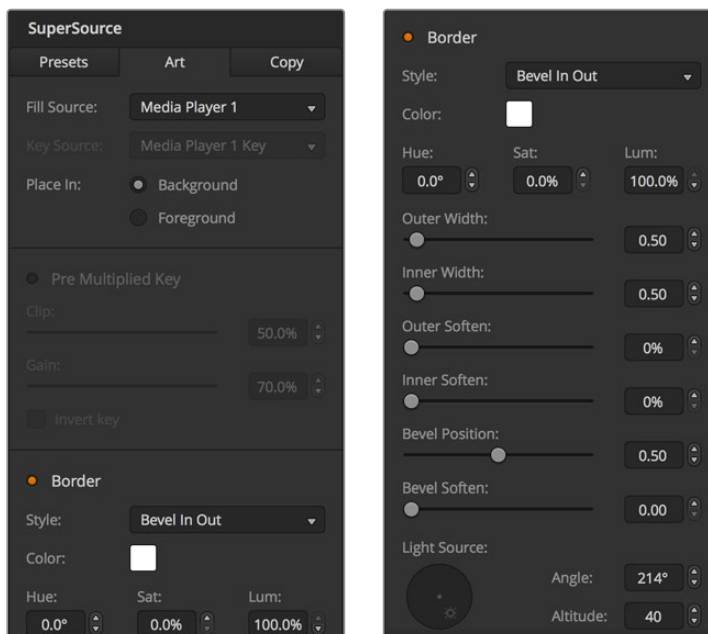 SuperSource
Presets Art Copy
Fill Source: Media Player 1
Key Source: Media Player 1 Key
Place In: Background
Foreground
Pre Multiplied Key
Clip:
50.0%
Gain:
70.0%
Invert key
Border
Style: Bevel In Out
Color:
Hue: Sat: Lum:
0.0° 0.0% 100.0%
Border
Style: Bevel In Out
Color:
Hue: Sat: Lum:
0.0° 0.0% 100.0%
Outer Width:
0.50
Inner Width:
0.50
Outer Soften:
0%
Inner Soften:
0%
Bevel Position:
0.50
Bevel Soften:
0.00
Light Source:
Angle: 214°
Altitude: 40